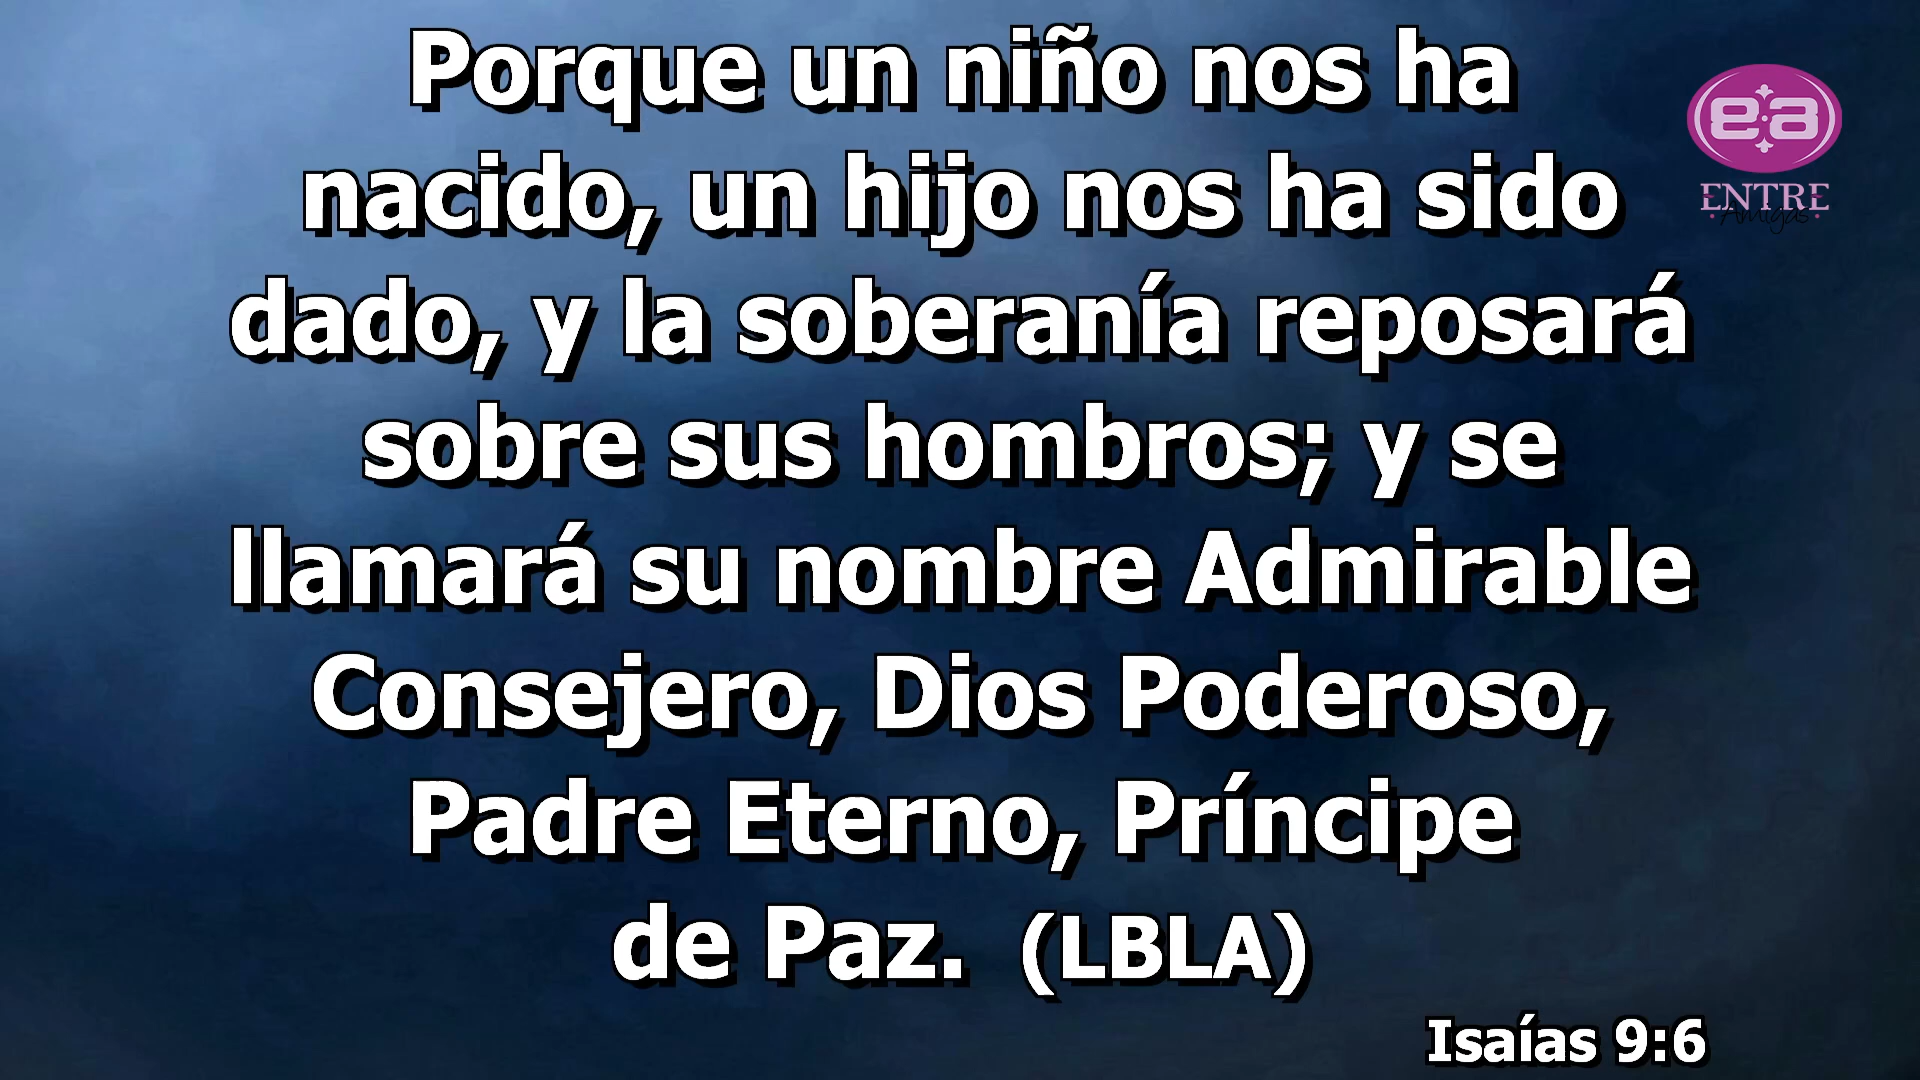 Porque un niño nos ha
nacido, un hijo nos ha sido
dado, y la soberanía reposará
sobre sus hombros; y se
llamará su nombre Admirable
Consejero, Dios Poderoso,
Padre Eterno, Príncipe
de Paz. (LBLA)
Isaías 9:6
ea
ENTRE
Amigas